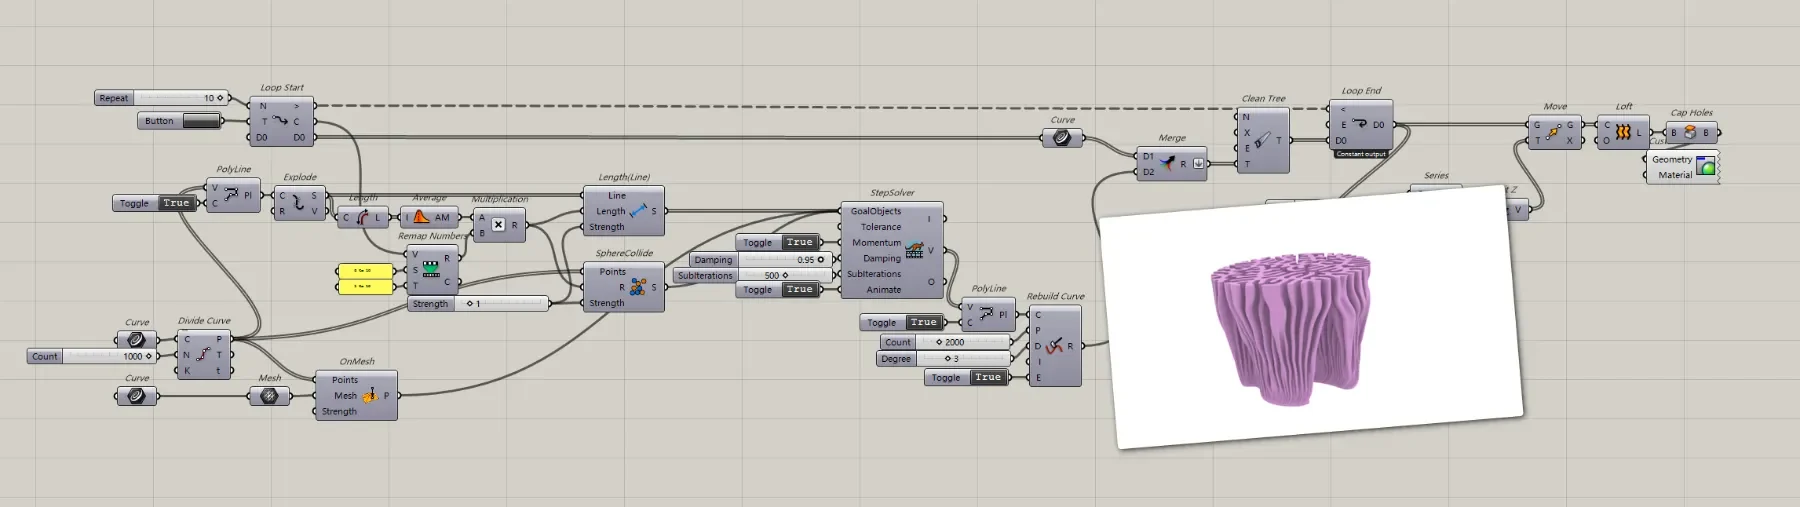 Loop Start
Repeat 10
N >
Button
T C
D0 D0
PolyLine
V Pl
C
Toggle True
Explode
C S
R V
Length
C L
Average
I AM
Multiplication
A R
B
Remap Numbers
V R
S
T C
Strength 1
Length(Line)
Line
Length S
Strength
SphereCollide
Points
R S
Strength
Curve
Count 1000
Divide Curve
C P
N T
K t
Curve
Mesh
OnMesh
Points
Mesh P
Strength
Toggle True
Damping 0.95
SubIterations 500
Toggle True
StepSolver
GoalObjects I
Tolerance
Momentum V
Damping
SubIterations O
Animate
PolyLine
V Pl
C
Toggle True
Count 2000
Degree 3
Toggle True
Rebuild Curve
C
P
D R
I
E
Curve
Merge
D1 R
D2
Clean Tree
N
X
E T
T
Loop End
<
E D0
D0
Constant output
Series
Z
V
Move
G G
T X
Loft
C L
O
Cap Holes
B B
Geometry
Material